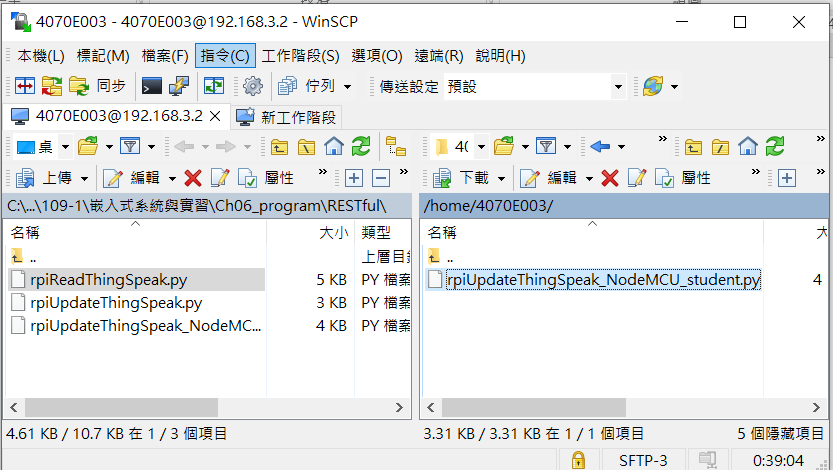 4070E003 - 4070E003@192.168.3.2 - WinSCP
本機(L) 標記(M) 檔案(F) 指令(C) 工作階段(S) 選項(O) 遠端(R) 說明(H)
同步 佇列 傳送設定 預設
4070E003@192.168.3.2 新工作階段
桌 40
上傳 編輯 屬性 下載 編輯 屬性
C:\...\109-1\嵌入式系統與實習\Ch06_program\RESTful\
/home/4070E003/
名稱 大小 類型
.. 上層目錄
rpiReadThingSpeak.py 5 KB PY 檔案
rpiUpdateThingSpeak.py 3 KB PY 檔案
rpiUpdateThingSpeak_NodeMC... 4 KB PY 檔案
4.61 KB / 10.7 KB 在 1 / 3 個項目
名稱 大
..
rpiUpdateThingSpeak_NodeMCU_student.py 4
3.31 KB / 3.31 KB 在 1 / 1 個項目 5 個隱藏項目
SFTP-3 0:39:04